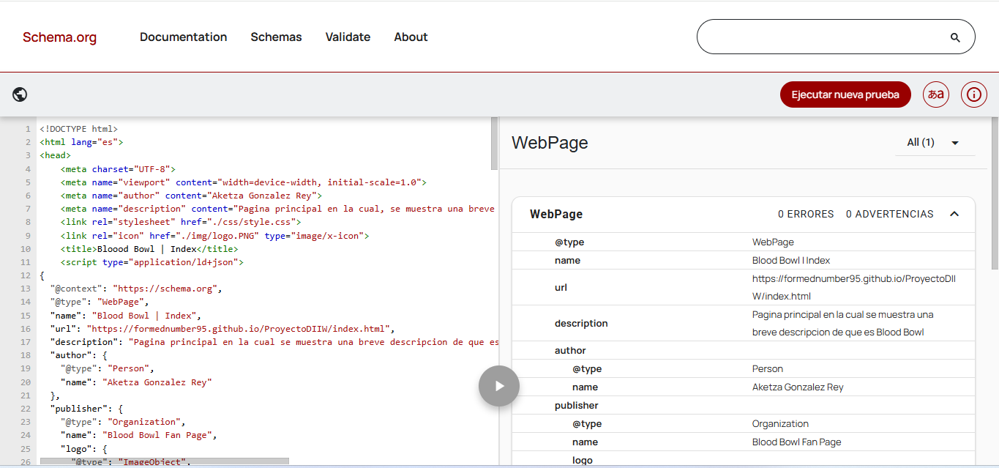 Schema.org Documentation Schemas Validate About
Ejecutar nueva prueba あa
1 <!DOCTYPE html>
2 <html lang="es">
3 <head>
4 <meta charset="UTF-8">
5 <meta name="viewport" content="width=device-width, initial-scale=1.0">
6 <meta name="author" content="Aketza Gonzalez Rey">
7 <meta name="description" content="Pagina principal en la cual, se muestra una breve
8 <link rel="stylesheet" href="./css/style.css">
9 <link rel="icon" href="./img/logo.PNG" type="image/x-icon">
10 <title>Bloood Bowl | Index</title>
11 <script type="application/ld+json">
12 {
13 "@context": "https://schema.org",
14 "@type": "WebPage",
15 "name": "Blood Bowl | Index",
16 "url": "https://formednumber95.github.io/ProyectoDIIW/index.html",
17 "description": "Pagina principal en la cual se muestra una breve descripcion de que es
18 "author": {
19 "@type": "Person",
20 "name": "Aketza Gonzalez Rey"
21 },
22 "publisher": {
23 "@type": "Organization",
24 "name": "Blood Bowl Fan Page",
25 "logo": {
26 "@type": "ImageObject",
WebPage All (1)
WebPage 0 ERRORES 0 ADVERTENCIAS
@type WebPage
name Blood Bowl | Index
url https://formednumber95.github.io/ProyectoDII
W/index.html
description Pagina principal en la cual se muestra una
breve descripcion de que es Blood Bowl
author
@type Person
name Aketza Gonzalez Rey
publisher
@type Organization
name Blood Bowl Fan Page
logo